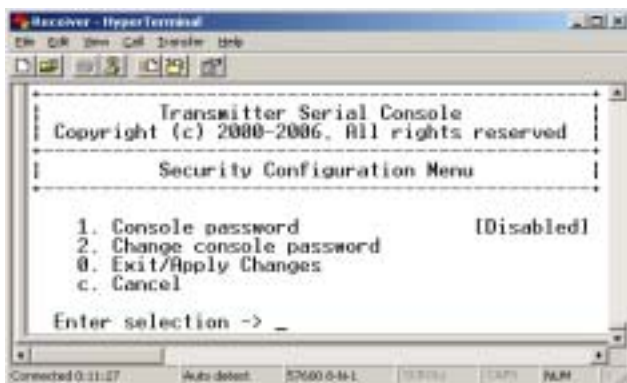 Receiver - HyperTerminal
File Edit View Call Transfer Help
Transmitter Serial Console
Copyright (c) 2000-2006, All rights reserved
Security Configuration Menu
1. Console password [Disabled]
2. Change console password
0. Exit/Apply Changes
c. Cancel
Enter selection -> _
Connected 0:11:27 Auto detect 57600 8-N-1 SCROLL CAPS NUM